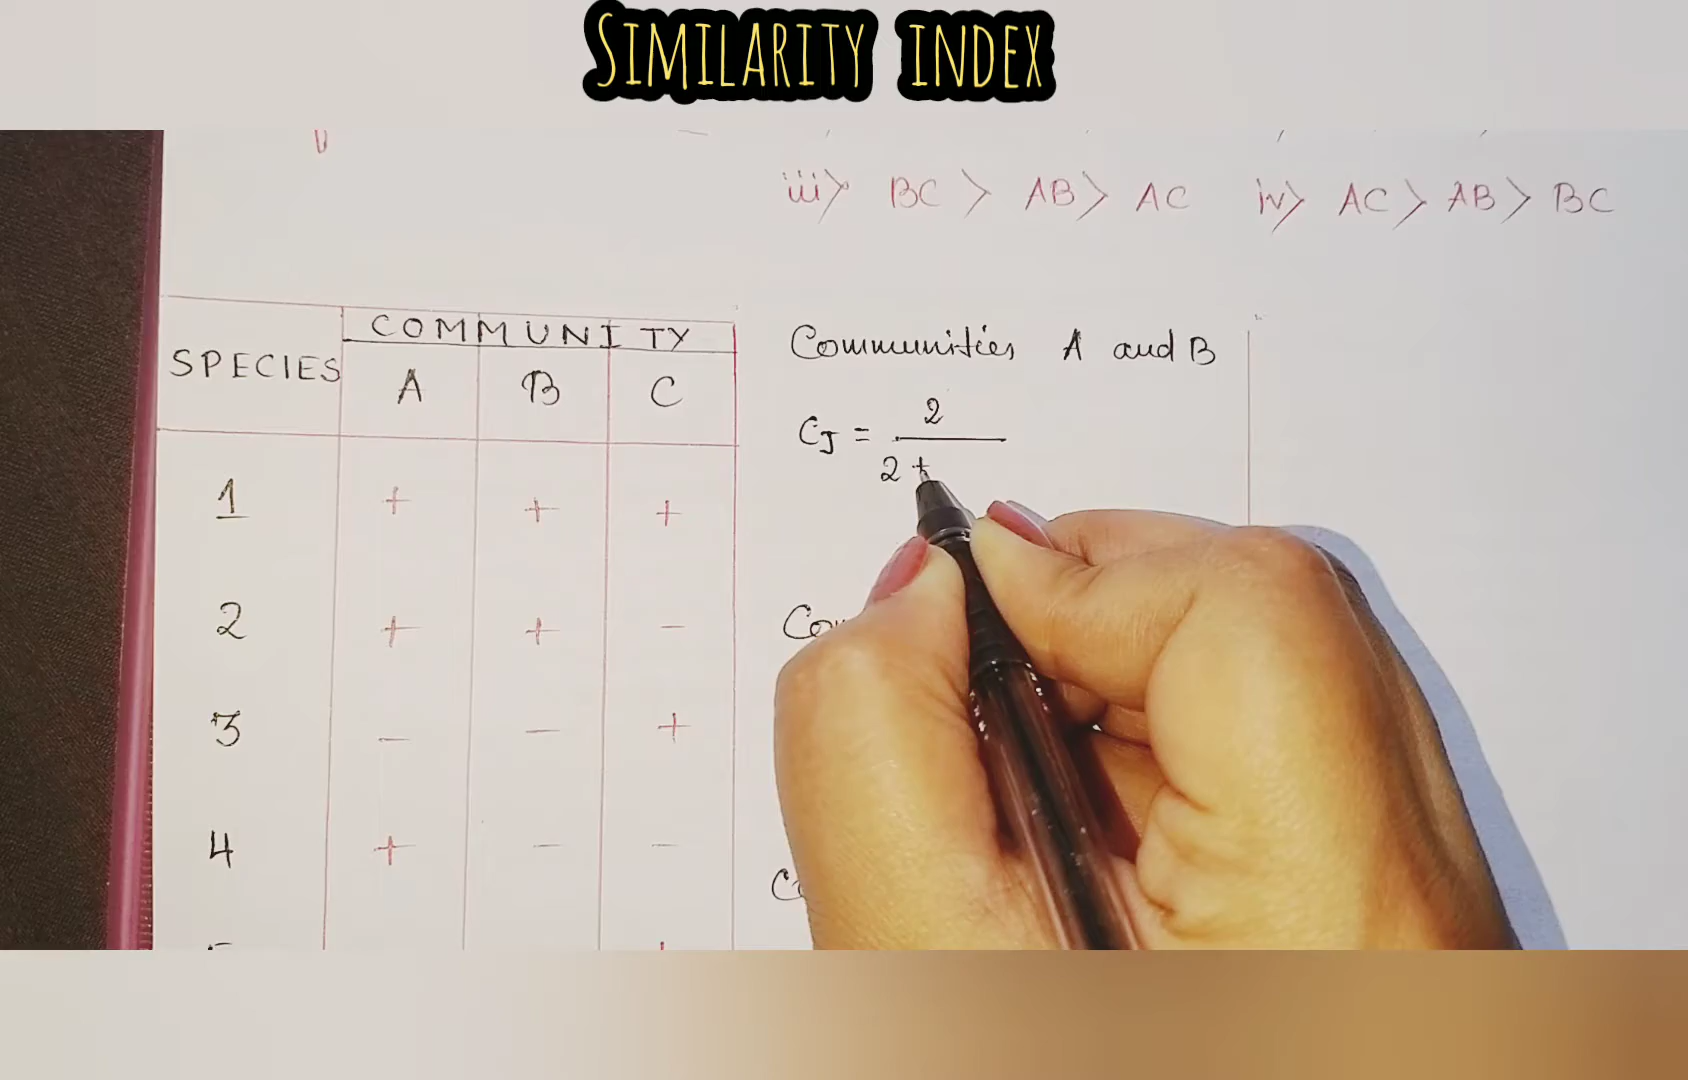 SIMILARITY INDEX
iii> BC > AB > AC iv> AC > AB > BC
SPECIES COMMUNITY
A B C
1 + + +
2 + + -
3 - - +
4 + - -
Communities A and B
CJ = 2
2 +